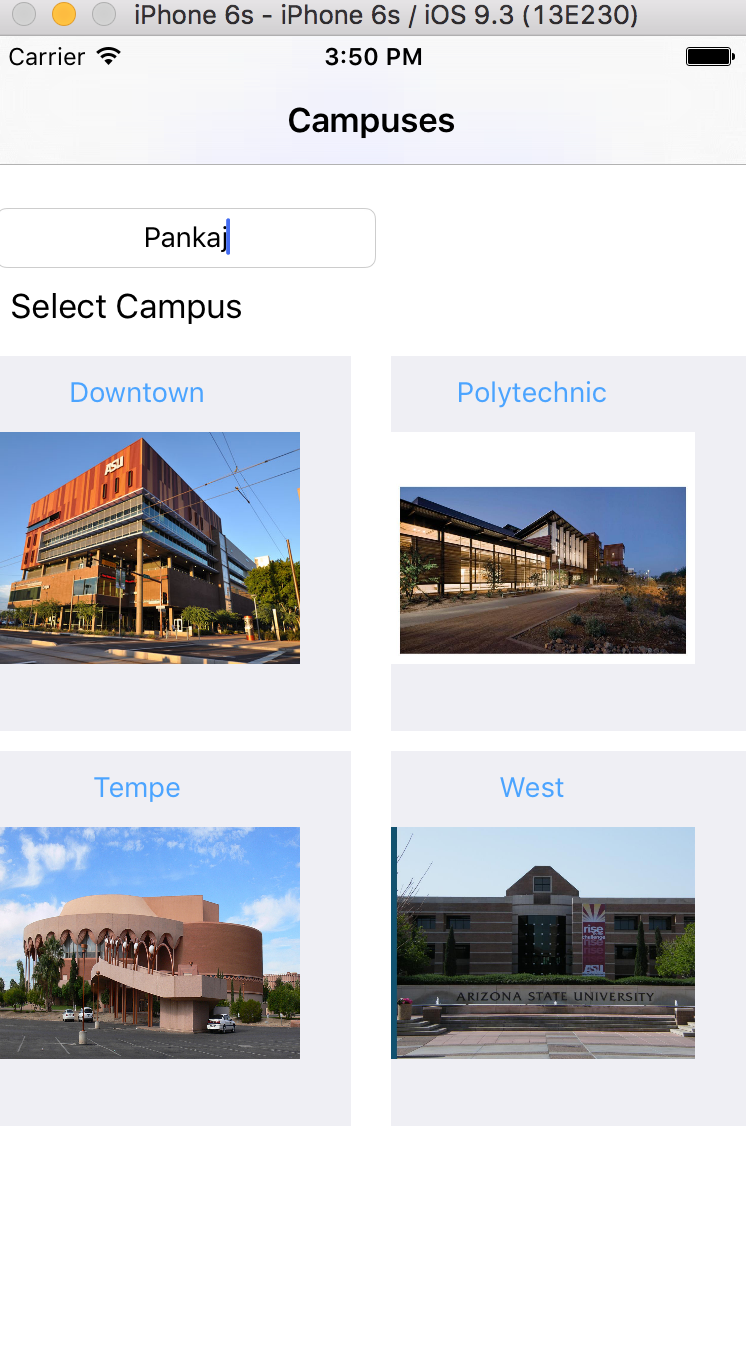 iPhone 6s - iPhone 6s / iOS 9.3 (13E230)
Carrier 3:50 PM
Campuses
Pankaj
Select Campus
Downtown Polytechnic
ASU
Tempe West
rise
challenge
ASU
ARIZONA STATE UNIVERSITY